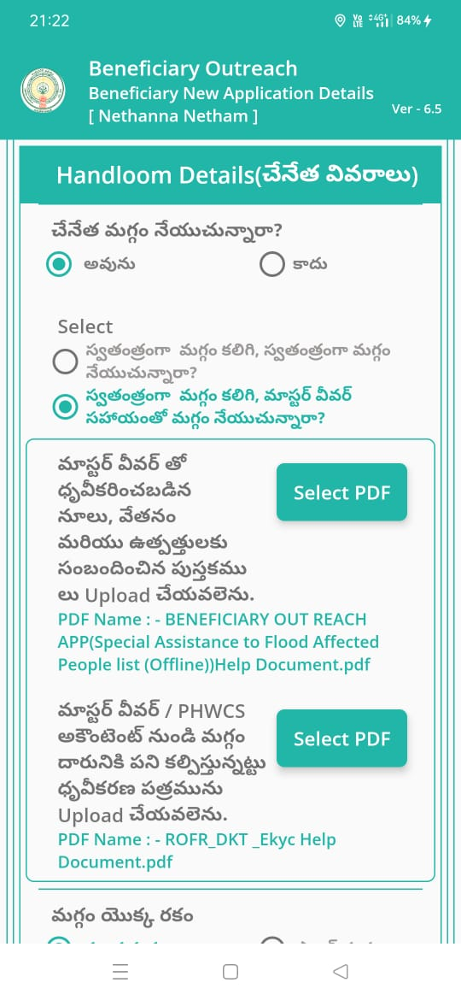 21:22
Vo LTE 4G+ 84%
Beneficiary Outreach
Beneficiary New Application Details
[ Nethanna Netham ]
Ver - 6.5
Handloom Details(చేనేత వివరాలు)
చేనేత మగ్గం నేయుచున్నారా?
అవును
కాదు
Select
స్వతంత్రంగా మగ్గం కలిగి, స్వతంత్రంగా మగ్గం
నేయుచున్నారా?
స్వతంత్రంగా మగ్గం కలిగి, మాస్టర్ వీవర్
సహాయంతో మగ్గం నేయుచున్నారా?
మాస్టర్ వీవర్ తో
ధృవీకరించబడిన
నూలు, వేతనం
మరియు ఉత్పత్తులకు
సంబందించిన పుస్తకము
లు Upload చేయవలెను.
Select PDF
PDF Name : - BENEFICIARY OUT REACH
APP(Special Assistance to Flood Affected
People list (Offline))Help Document.pdf
మాస్టర్ వీవర్ / PHWCS
అకౌంటెంట్ నుండి మగ్గం
దారునికి పని కల్పిస్తున్నట్టు
ధృవీకరణ పత్రమును
Upload చేయవలెను.
Select PDF
PDF Name : - ROFR_DKT _Ekyc Help
Document.pdf
మగ్గం యొక్క రకం